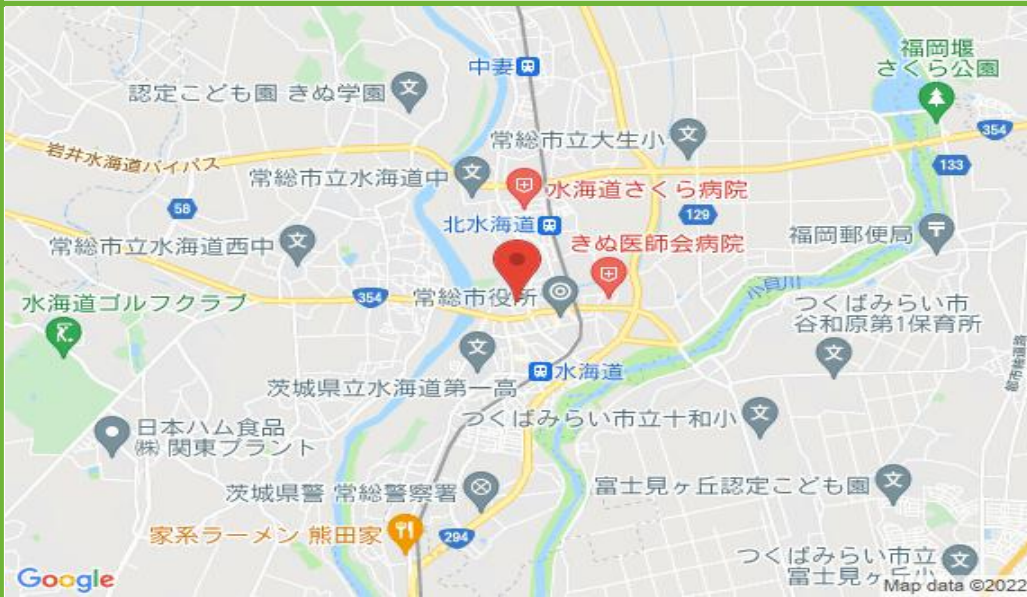 中妻
福岡堰
さくら公園
認定こども園 きぬ学園
354
常総市立大生小
岩井水海道バイパス
133
常総市立水海道中
水海道さくら病院
58
129
北水海道
福岡郵便局
常総市立水海道西中
きぬ医師会病院
小貝川
354
常総市役所
水海道ゴルフクラブ
つくばみらい市
谷和原第1保育所
水海道
茨城県立水海道第一高
つくばみらい市立十和小
日本ハム食品
㈱ 関東プラント
茨城県警 常総警察署
富士見ヶ丘認定こども園
家系ラーメン 熊田家
294
つくばみらい市立
富士見ヶ丘小
Google
Map data ©2022